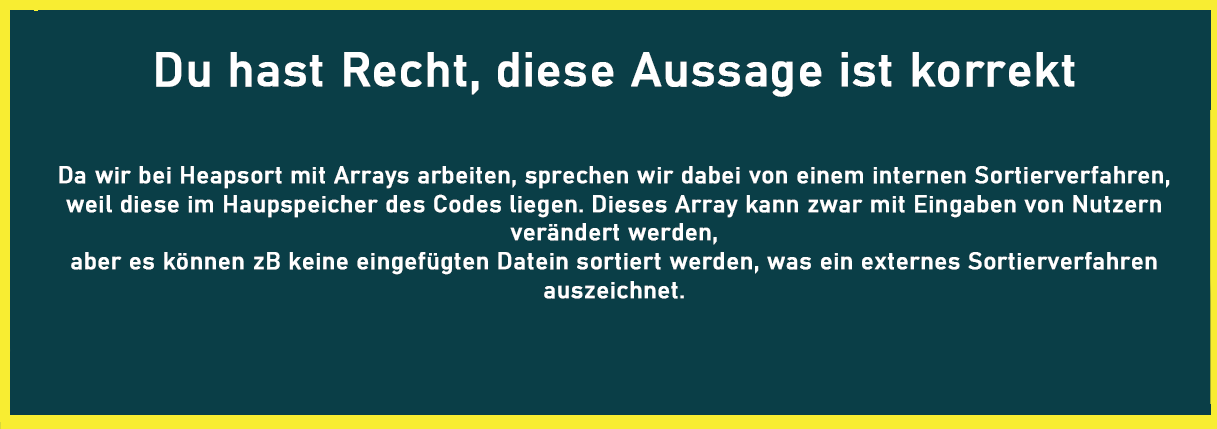 Du hast Recht, diese Aussage ist korrekt
Da wir bei Heapsort mit Arrays arbeiten, sprechen wir dabei von einem internen Sortierverfahren,
weil diese im Haupspeicher des Codes liegen. Dieses Array kann zwar mit Eingaben von Nutzern
verändert werden,
aber es können zB keine eingefügten Datein sortiert werden, was ein externes Sortierverfahren
auszeichnet.